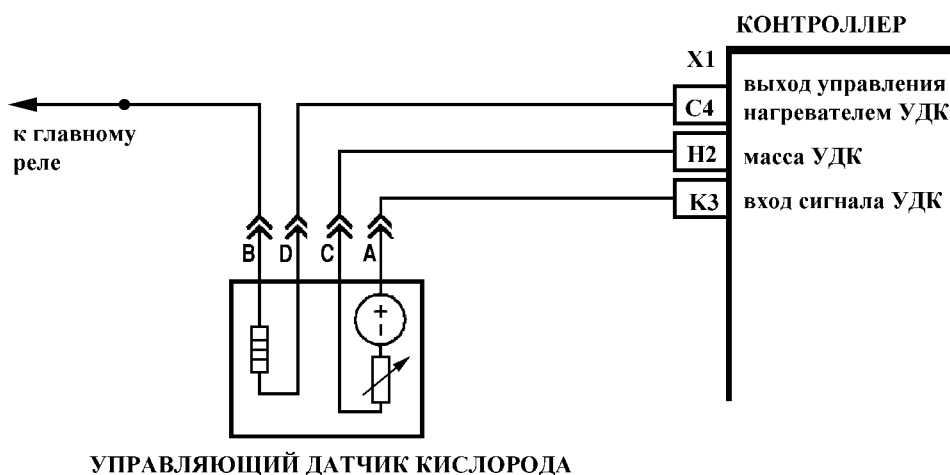 КОНТРОЛЛЕР
X1
C4
выход управления
нагревателем УДК
H2
масса УДК
K3
вход сигнала УДК
к главному
реле
B D C A
+
−
УПРАВЛЯЮЩИЙ ДАТЧИК КИСЛОРОДА